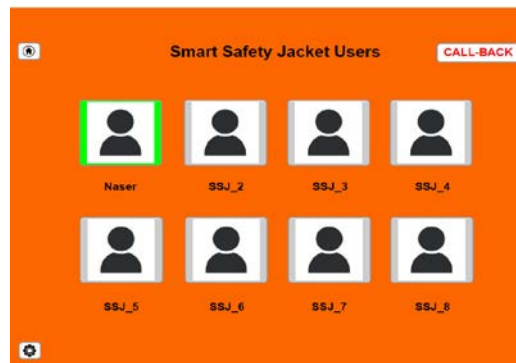 Smart Safety Jacket Users
CALL-BACK
Naser
SSJ_2
SSJ_3
SSJ_4
SSJ_5
SSJ_6
SSJ_7
SSJ_8